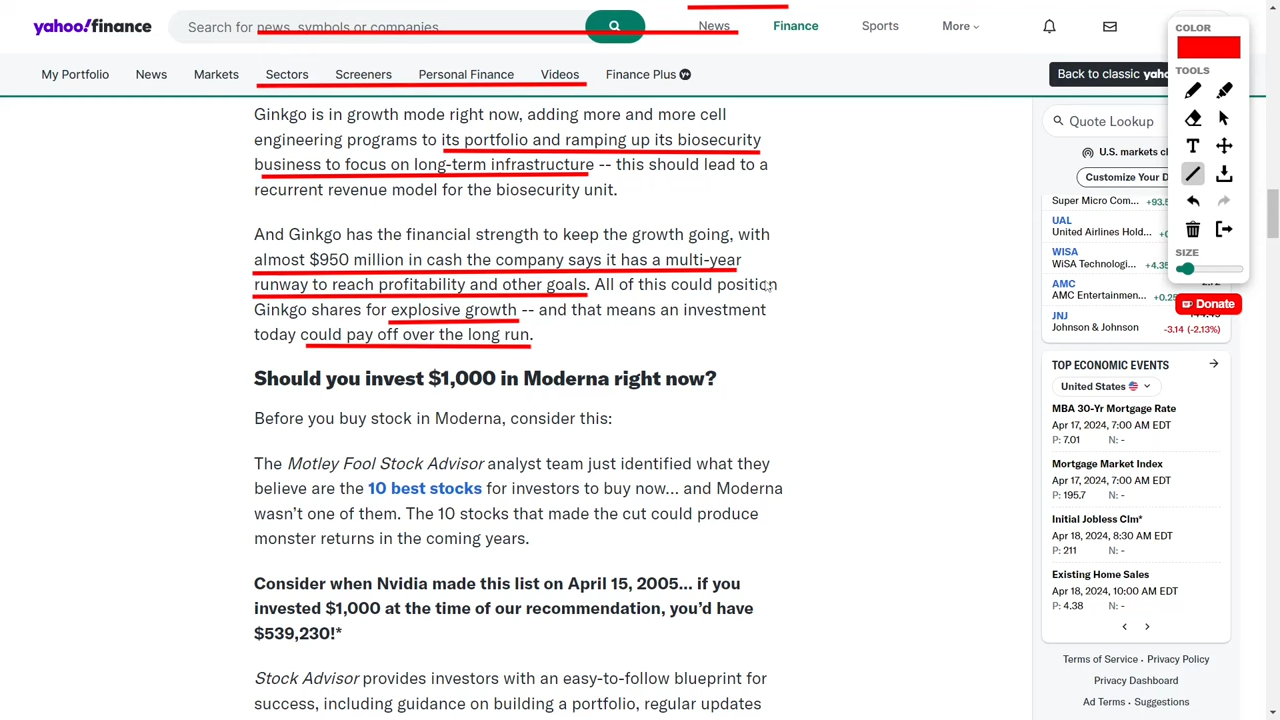 yahoo!finance
Search for news, symbols or companies
News
Finance
Sports
More
My Portfolio
News
Markets
Sectors
Screeners
Personal Finance
Videos
Finance Plus
Back to classic yaho
Ginkgo is in growth mode right now, adding more and more cell
engineering programs to its portfolio and ramping up its biosecurity
business to focus on long-term infrastructure -- this should lead to a
recurrent revenue model for the biosecurity unit.
And Ginkgo has the financial strength to keep the growth going, with
almost $950 million in cash the company says it has a multi-year
runway to reach profitability and other goals. All of this could position
Ginkgo shares for explosive growth -- and that means an investment
today could pay off over the long run.
Should you invest $1,000 in Moderna right now?
Before you buy stock in Moderna, consider this:
The Motley Fool Stock Advisor analyst team just identified what they
believe are the 10 best stocks for investors to buy now… and Moderna
wasn't one of them. The 10 stocks that made the cut could produce
monster returns in the coming years.
Consider when Nvidia made this list on April 15, 2005... if you
invested $1,000 at the time of our recommendation, you'd have
$539,230!*
Stock Advisor provides investors with an easy-to-follow blueprint for
success, including guidance on building a portfolio, regular updates
Quote Lookup
U.S. markets cl
Customize Your D
Super Micro Com... +93.5
UAL
United Airlines Hold...
WISA
WiSA Technologi... +4.35
AMC
AMC Entertainmen... +0.25
JNJ
Johnson & Johnson -3.14 (-2.13%)
TOP ECONOMIC EVENTS
United States
MBA 30-Yr Mortgage Rate
Apr 17, 2024, 7:00 AM EDT
P: 7.01 N: -
Mortgage Market Index
Apr 17, 2024, 7:00 AM EDT
P: 195.7 N: -
Initial Jobless Clm*
Apr 18, 2024, 8:30 AM EDT
P: 211 N: -
Existing Home Sales
Apr 18, 2024, 10:00 AM EDT
P: 4.38 N: -
Terms of Service • Privacy Policy
Privacy Dashboard
Ad Terms • Suggestions
COLOR
TOOLS
T
SIZE
Donate